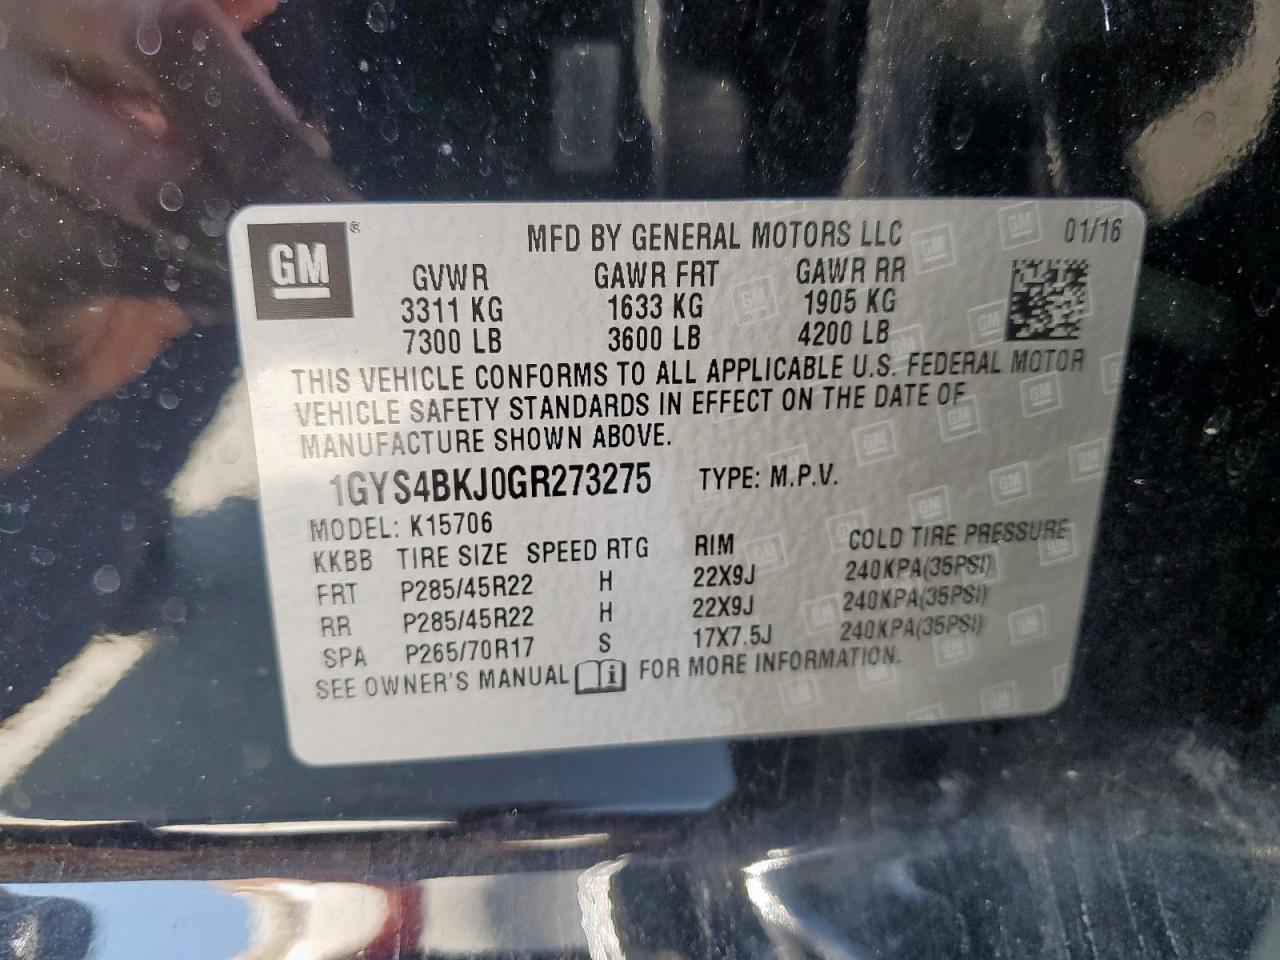 GM ®
MFD BY GENERAL MOTORS LLC 01/16
GVWR GAWR FRT GAWR RR
3311 KG 1633 KG 1905 KG
7300 LB 3600 LB 4200 LB
THIS VEHICLE CONFORMS TO ALL APPLICABLE U.S. FEDERAL MOTOR
VEHICLE SAFETY STANDARDS IN EFFECT ON THE DATE OF
MANUFACTURE SHOWN ABOVE.
1GYS4BKJ0GR273275 TYPE: M.P.V.
MODEL: K15706
KKBB TIRE SIZE SPEED RTG RIM COLD TIRE PRESSURE
FRT P285/45R22 H 22X9J 240KPA(35PSI)
RR P285/45R22 H 22X9J 240KPA(35PSI)
SPA P265/70R17 S 17X7.5J 240KPA(35PSI)
SEE OWNER'S MANUAL i FOR MORE INFORMATION.